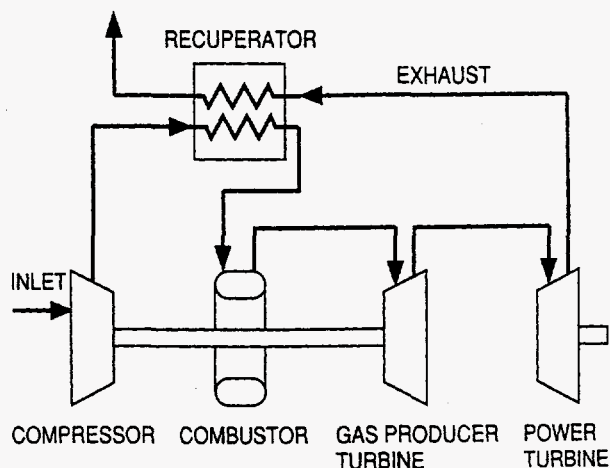 RECUPERATOR
EXHAUST
INLET
COMPRESSOR
COMBUSTOR
GAS PRODUCER
TURBINE
POWER
TURBINE